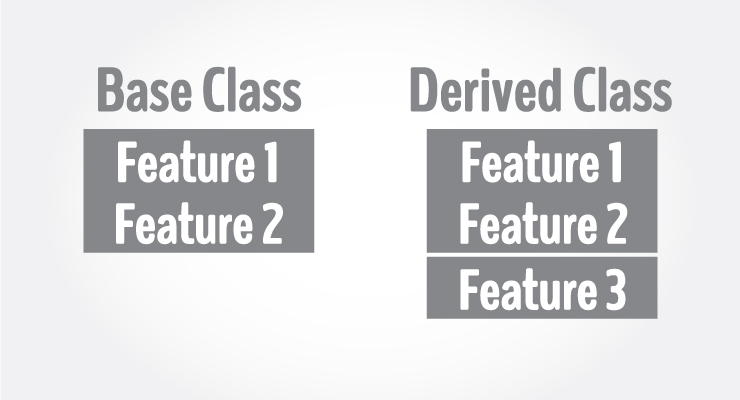 Base Class
Feature 1
Feature 2
Derived Class
Feature 1
Feature 2
Feature 3